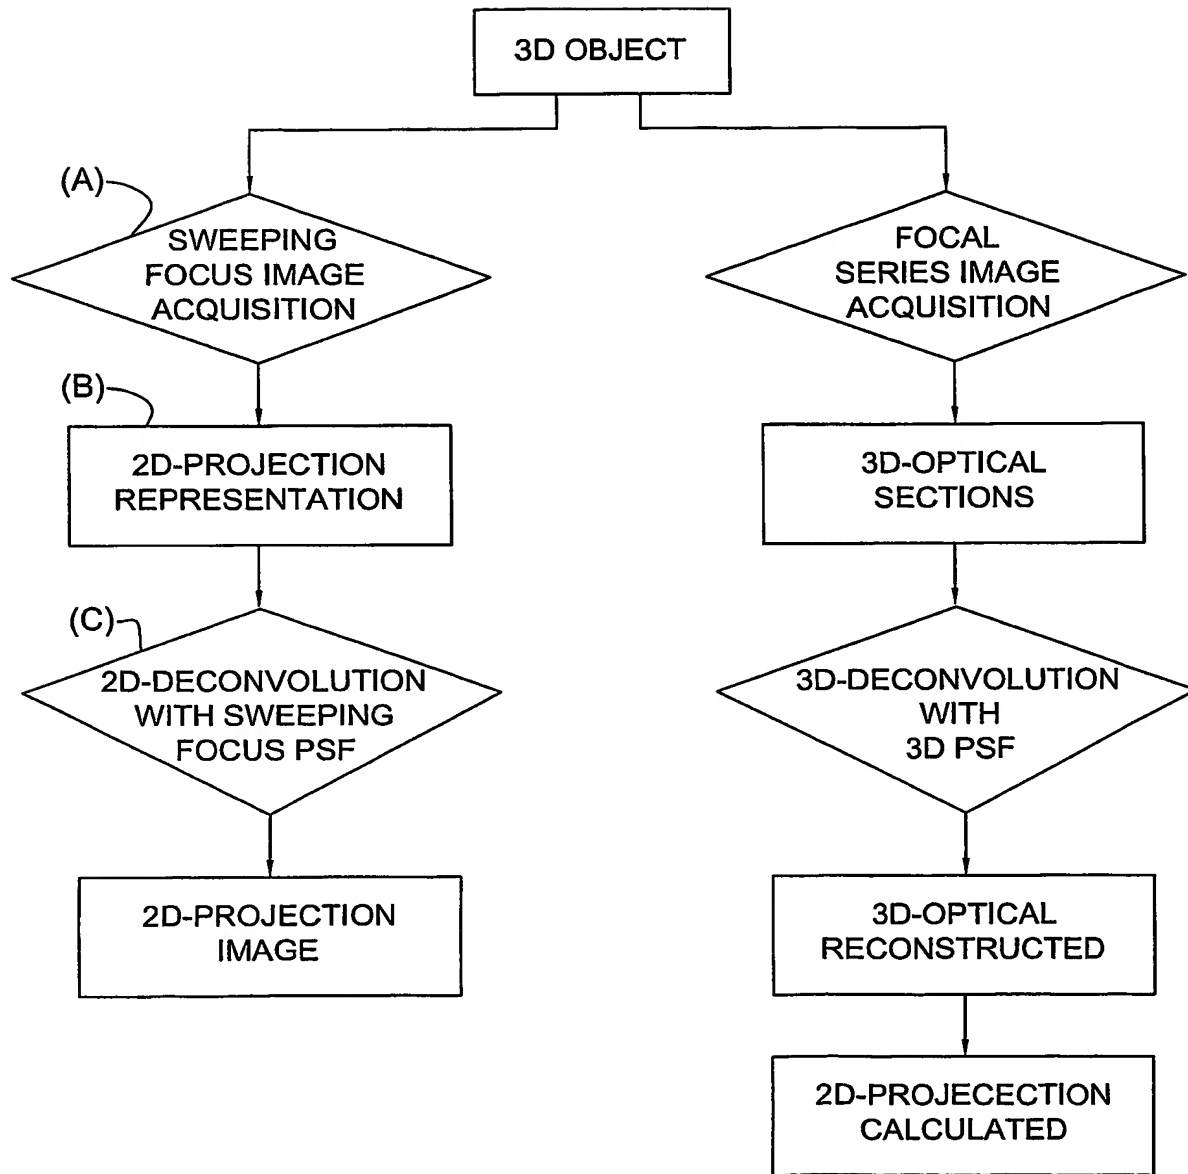 3D OBJECT
(A)
SWEEPING
FOCUS IMAGE
ACQUISITION
(B)
2D-PROJECTION
REPRESENTATION
(C)
2D-DECONVOLUTION
WITH SWEEPING
FOCUS PSF
2D-PROJECTION
IMAGE
FOCAL
SERIES IMAGE
ACQUISITION
3D-OPTICAL
SECTIONS
3D-DECONVOLUTION
WITH
3D PSF
3D-OPTICAL
RECONSTRUCTED
2D-PROJECECTION
CALCULATED